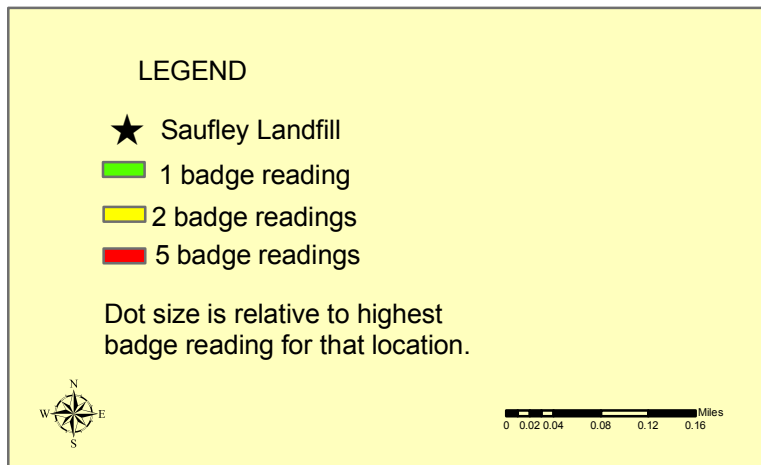 LEGEND
Saufley Landfill
1 badge reading
2 badge readings
5 badge readings
Dot size is relative to highest
badge reading for that location.
N
W E
S
Miles
0 0.02 0.04 0.08 0.12 0.16